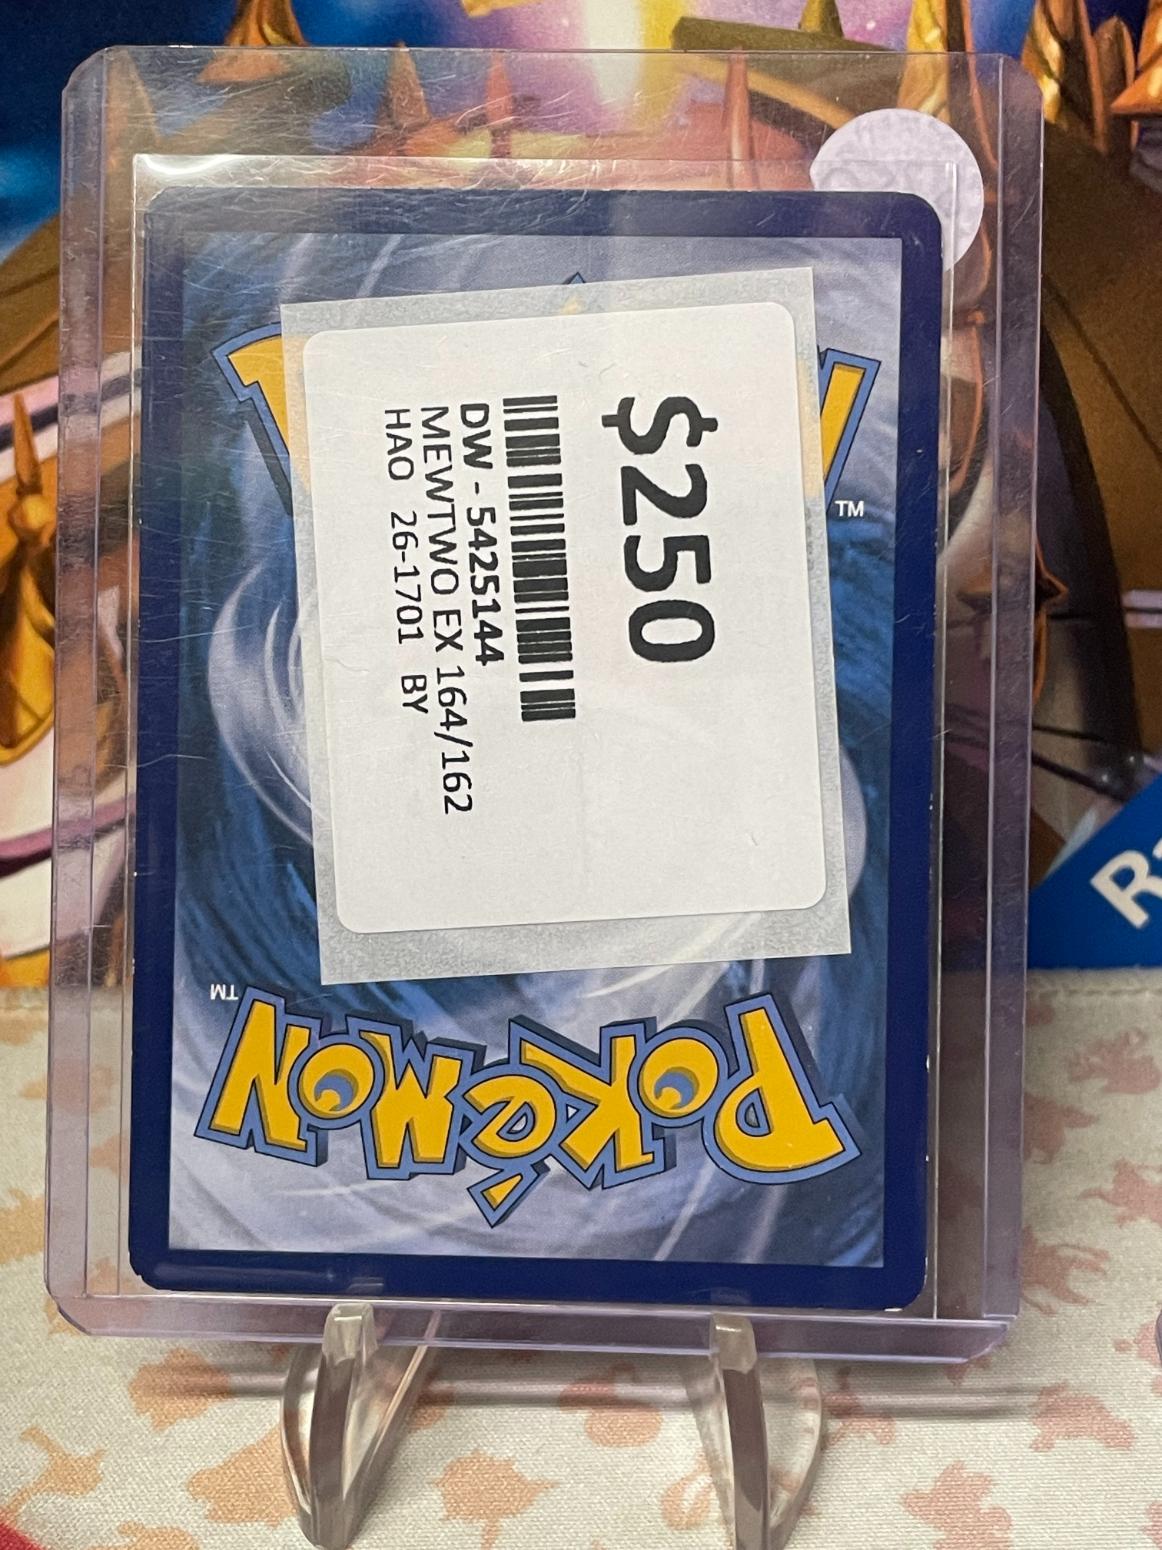 $250
DW - 5425144
MEWTWO EX 164/162
HAO 26-1701 BY
TM
TM
POKéMON